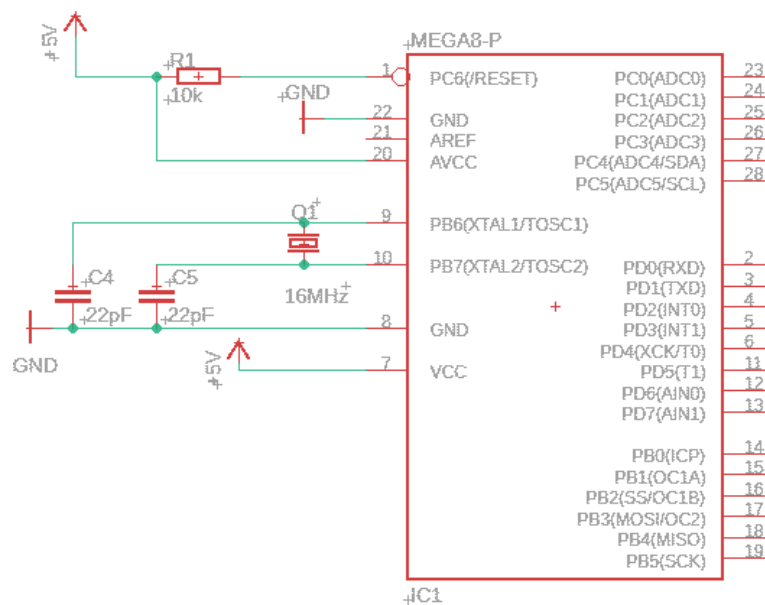 +5V
R1
10k
GND
GND
C4
22pF
C5
22pF
Q1
16MHz
+5V
MEGA8-P
1 PC6(/RESET)
22 GND
21 AREF
20 AVCC
9 PB6(XTAL1/TOSC1)
10 PB7(XTAL2/TOSC2)
8 GND
7 VCC
PC0(ADC0) 23
PC1(ADC1) 24
PC2(ADC2) 25
PC3(ADC3) 26
PC4(ADC4/SDA) 27
PC5(ADC5/SCL) 28
PD0(RXD) 2
PD1(TXD) 3
PD2(INT0) 4
PD3(INT1) 5
PD4(XCK/T0) 6
PD5(T1) 11
PD6(AIN0) 12
PD7(AIN1) 13
PB0(ICP) 14
PB1(OC1A) 15
PB2(SS/OC1B) 16
PB3(MOSI/OC2) 17
PB4(MISO) 18
PB5(SCK) 19
IC1